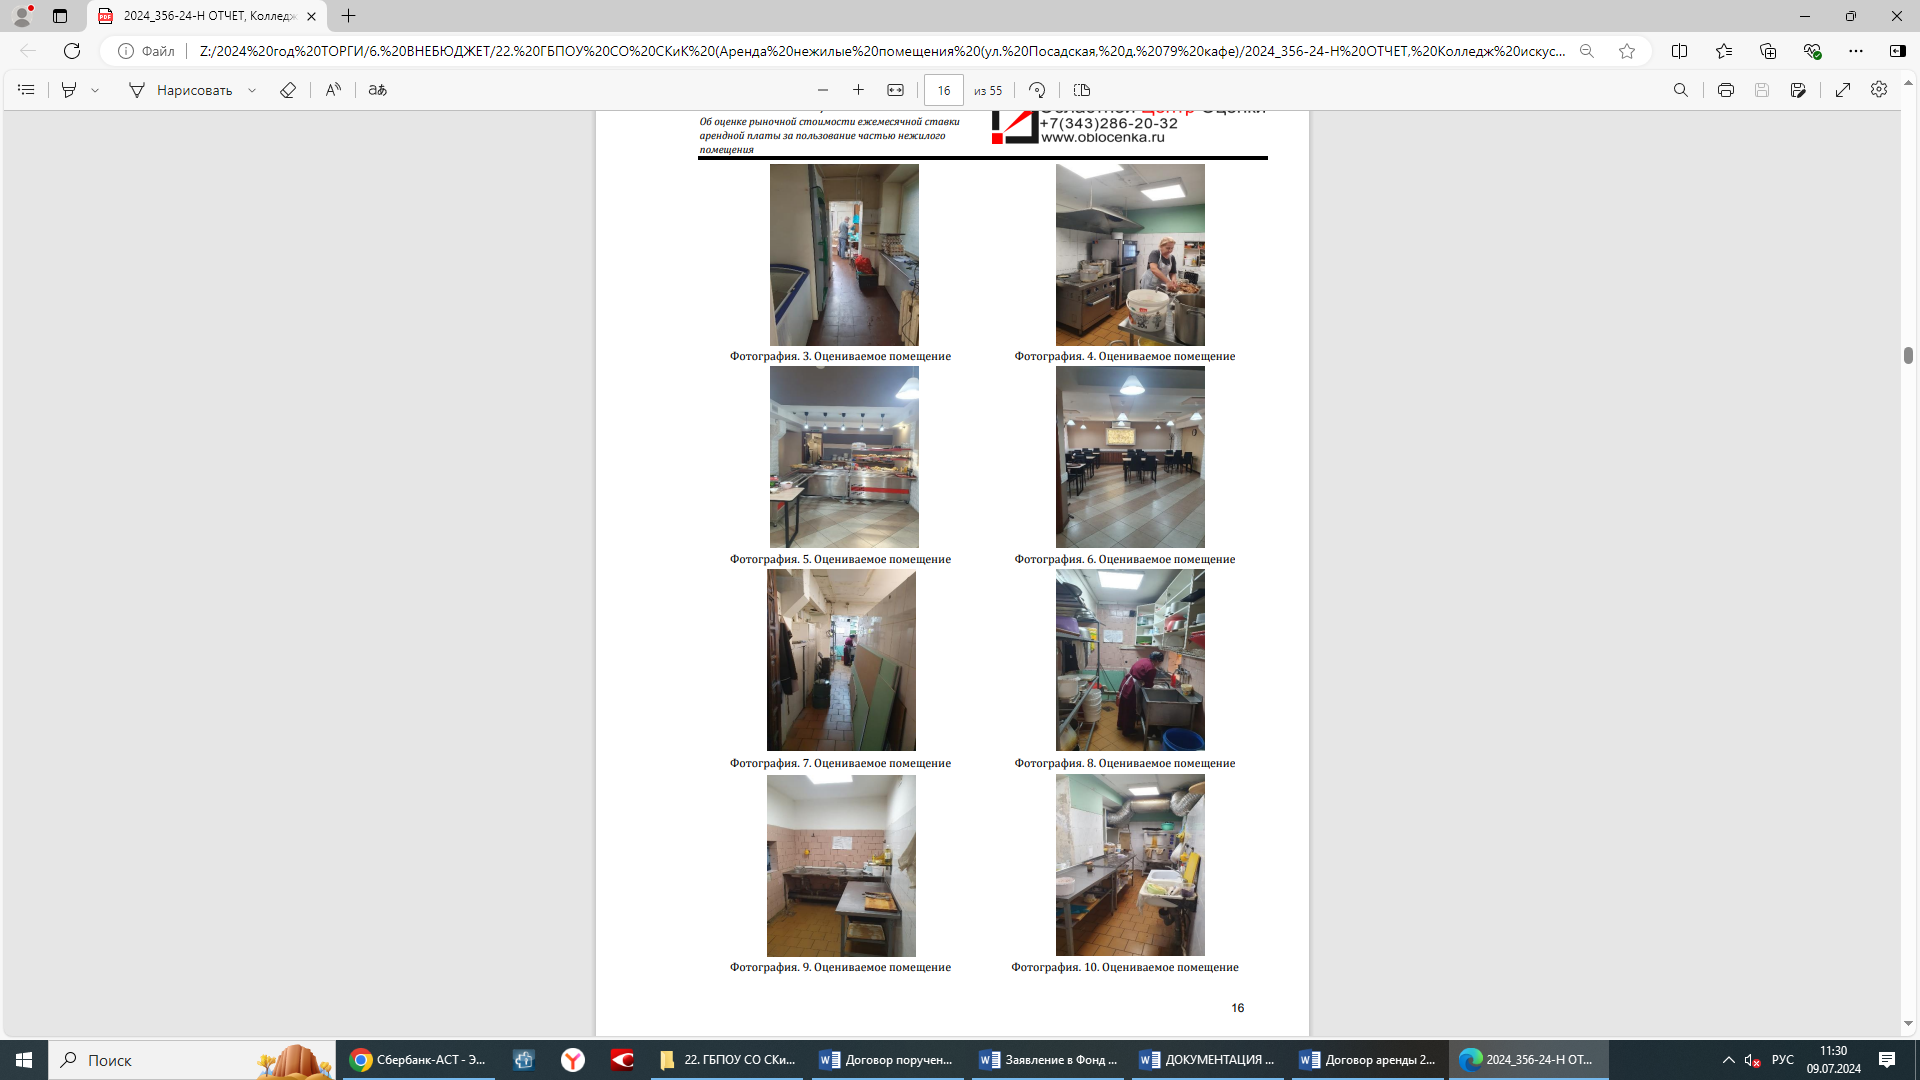 2024_356-24-Н ОТЧЕТ, Колледж
Файл
Z:/2024%20год%20ТОРГИ/6.%20ВНЕБЮДЖЕТ/22.%20ГБПОУ%20СО%20СКиК%20(Аренда%20нежилые%20помещения%20(ул.%20Посадская,%20д.%2079%20кафе)/2024_356-24-Н%20ОТЧЕТ,%20Колледж%20искус...
Нарисовать
A
аあ
16
из 55
Областной Центр Оценки
Об оценке рыночной стоимости ежемесячной ставки
арендной платы за пользование частью нежилого
помещения
+7(343)286-20-32
www.oblocenka.ru
Фотография. 3. Оцениваемое помещение
Фотография. 4. Оцениваемое помещение
Фотография. 5. Оцениваемое помещение
Фотография. 6. Оцениваемое помещение
Фотография. 7. Оцениваемое помещение
Фотография. 8. Оцениваемое помещение
Фотография. 9. Оцениваемое помещение
Фотография. 10. Оцениваемое помещение
16
Поиск
Сбербанк-АСТ - Э...
22. ГБПОУ СО СКи...
Договор поручен...
Заявление в Фонд ...
ДОКУМЕНТАЦИЯ ...
Договор аренды 2...
2024_356-24-Н ОТ...
РУС
11:30
09.07.2024